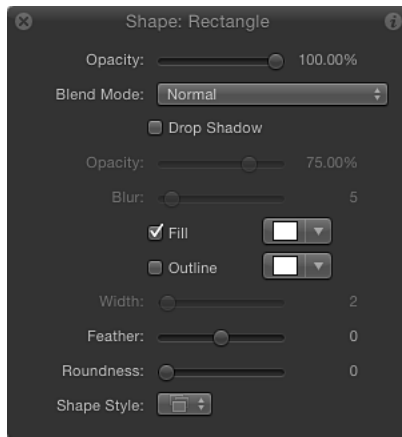 Shape: Rectangle
Opacity: 100.00%
Blend Mode: Normal
Drop Shadow
Opacity: 75.00%
Blur: 5
Fill
Outline
Width: 2
Feather: 0
Roundness: 0
Shape Style: